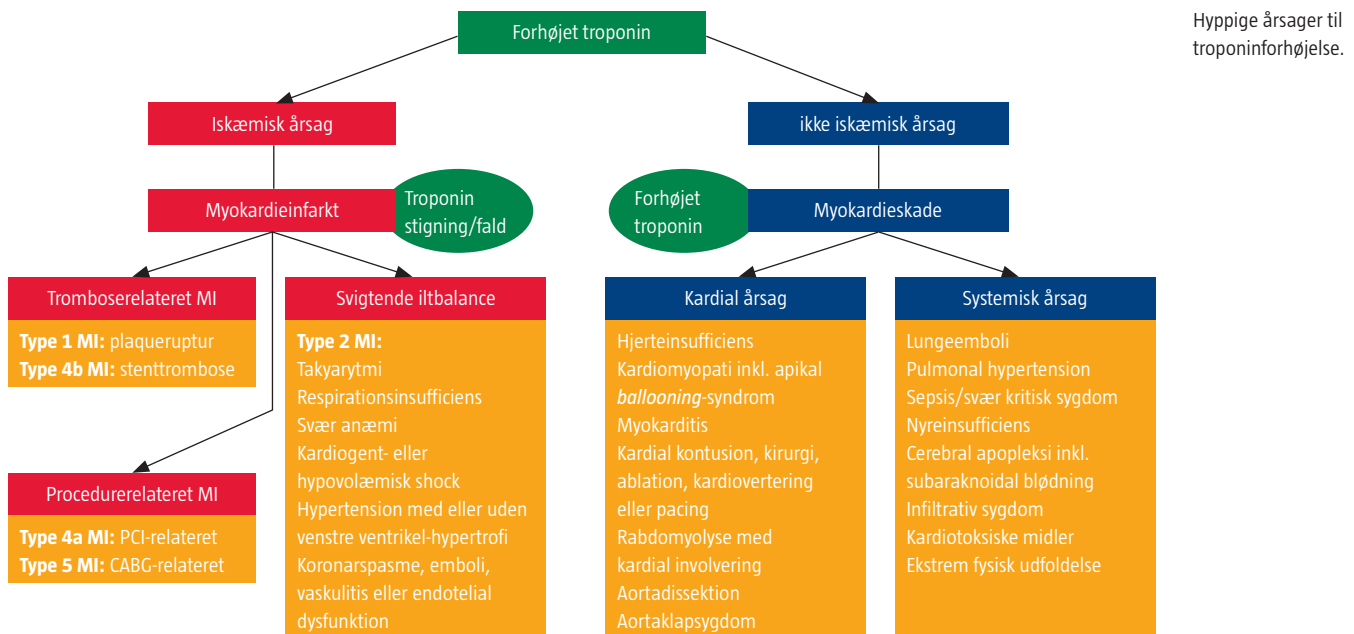 Forhøjet troponin
Hyppige årsager til
troponinforhøjelse.
Iskæmisk årsag
ikke iskæmisk årsag
Myokardieinfarkt
Troponin
stigning/fald
Forhøjet
troponin
Myokardieskade
Tromboserelateret MI
Type 1 MI: plaqueruptur
Type 4b MI: stenttrombose
Procedurerelateret MI
Type 4a MI: PCI-relateret
Type 5 MI: CABG-relateret
Svigtende iltbalance
Type 2 MI:
Takyarytmi
Respirationsinsufficiens
Svær anæmi
Kardiogent- eller
hypovolæmisk shock
Hypertension med eller uden
venstre ventrikel-hypertrofi
Koronarspasme, emboli,
vaskulitis eller endotelial
dysfunktion
Kardial årsag
Hjerteinsufficiens
Kardiomyopati inkl. apikal
ballooning-syndrom
Myokarditis
Kardial kontusion, kirurgi,
ablation, kardiovertering
eller pacing
Rabdomyolyse med
kardial involvering
Aortadissektion
Aortaklapsygdom
Systemisk årsag
Lungeemboli
Pulmonal hypertension
Sepsis/svær kritisk sygdom
Nyreinsufficiens
Cerebral apopleksi inkl.
subaraknoidal blødning
Infiltrativ sygdom
Kardiotoksiske midler
Ekstrem fysisk udfoldelse